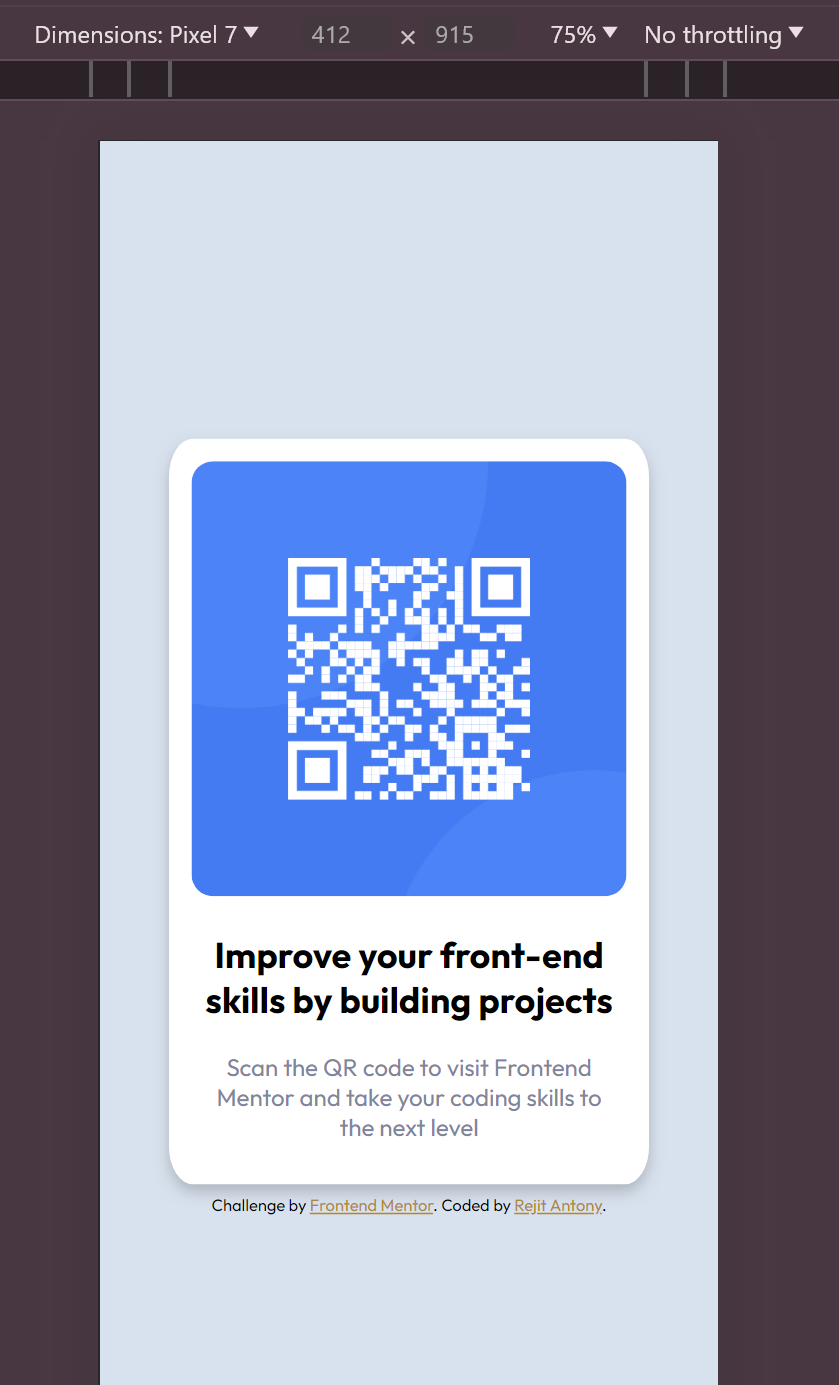 Dimensions: Pixel 7 ▼ 412 × 915 75% ▼ No throttling ▼
Improve your front-end
skills by building projects
Scan the QR code to visit Frontend
Mentor and take your coding skills to
the next level
Challenge by Frontend Mentor. Coded by Rejit Antony.